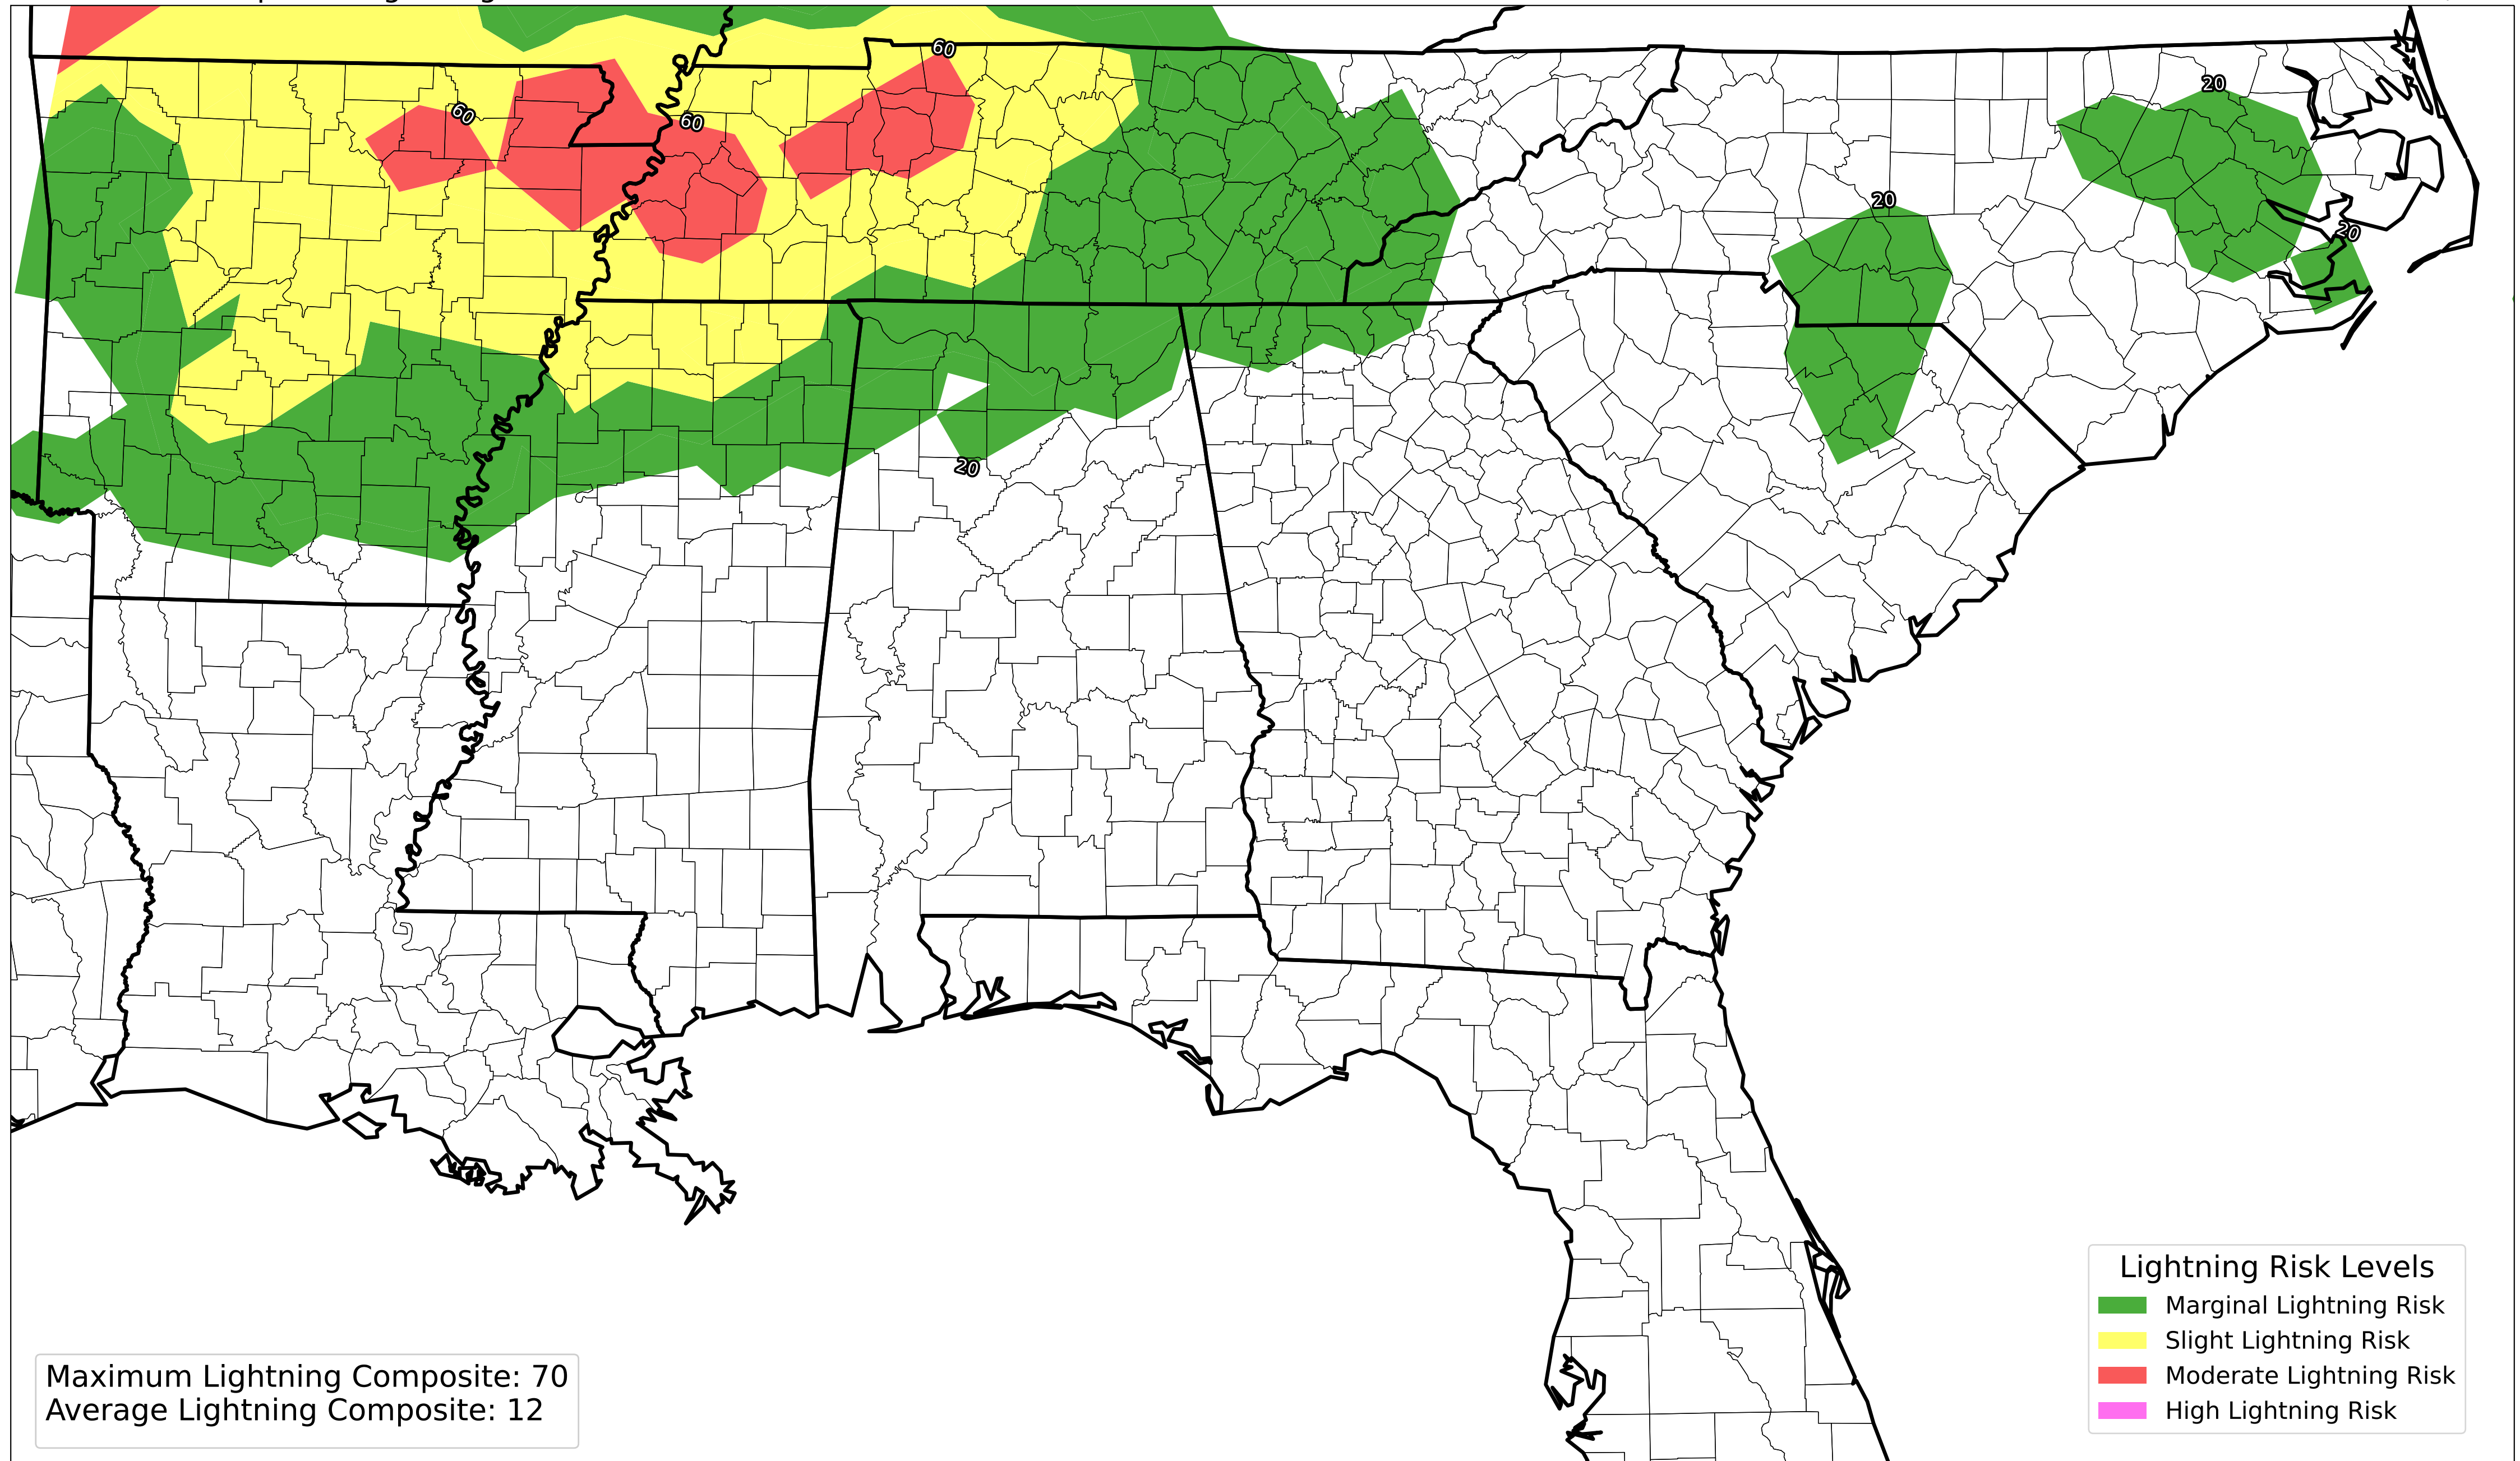 60
60
60
20
20
20
20
Lightning Risk Levels
Marginal Lightning Risk
Slight Lightning Risk
Moderate Lightning Risk
High Lightning Risk
Maximum Lightning Composite: 70
Average Lightning Composite: 12